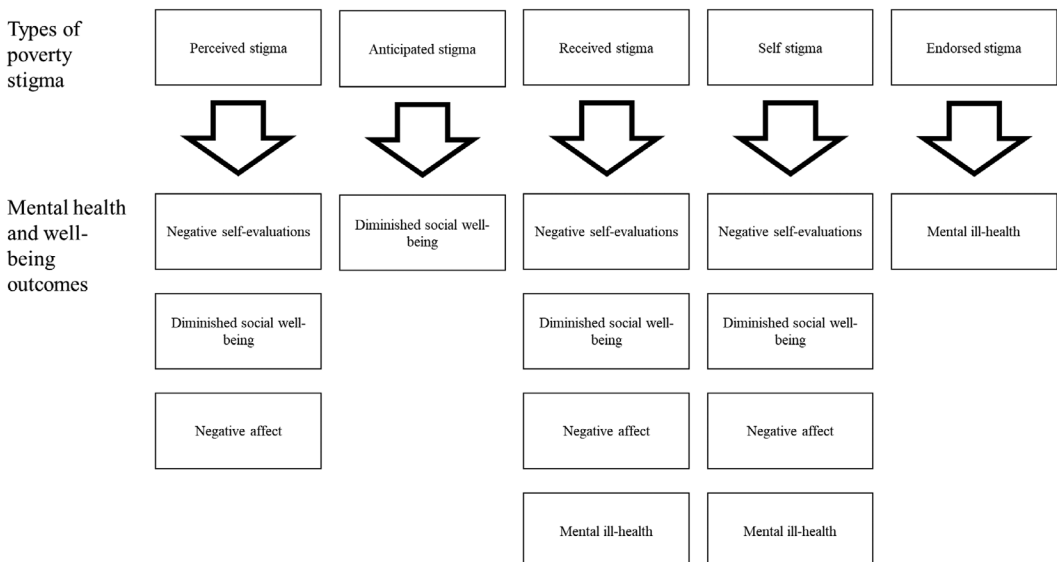 Types of
poverty
stigma
Perceived stigma
Anticipated stigma
Received stigma
Self stigma
Endorsed stigma
Mental health
and well-
being
outcomes
Negative self-evaluations
Diminished social well-
being
Negative self-evaluations
Negative self-evaluations
Mental ill-health
Diminished social well-
being
Diminished social well-
being
Diminished social well-
being
Negative affect
Negative affect
Negative affect
Mental ill-health
Mental ill-health